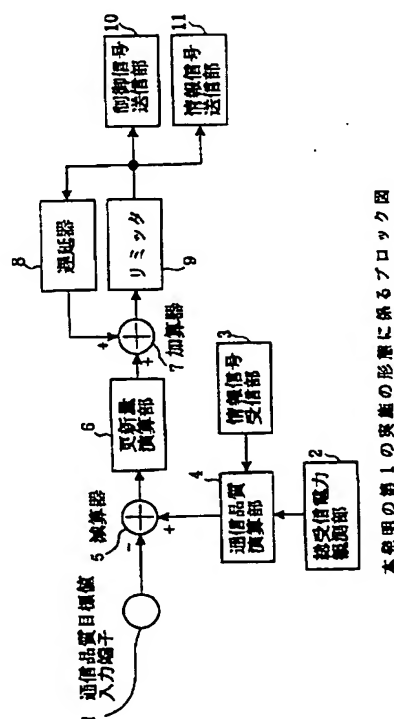 1 通信品質目標値
入力端子
5 減算器
-
+
6
更新量
演算部
4
通信品質
演算部
3
情報信号
受信部
2
総受信電力
観測部
7 加算器
+
+
8
遅延器
リミッタ
9
10
制御信号
送信部
11
情報信号
送信部
本発明の第1の実施の形態に係るブロック図